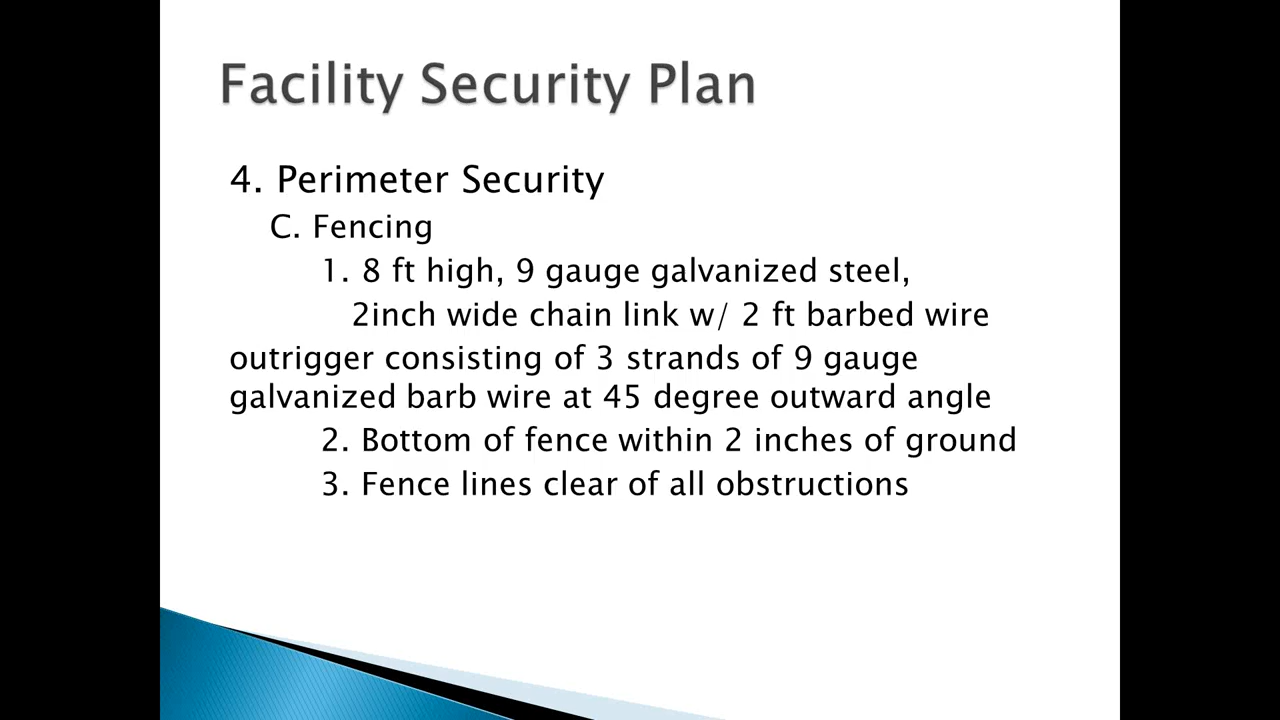 Facility Security Plan
4. Perimeter Security
C. Fencing
1. 8 ft high, 9 gauge galvanized steel,
2inch wide chain link w/ 2 ft barbed wire
outrigger consisting of 3 strands of 9 gauge
galvanized barb wire at 45 degree outward angle
2. Bottom of fence within 2 inches of ground
3. Fence lines clear of all obstructions